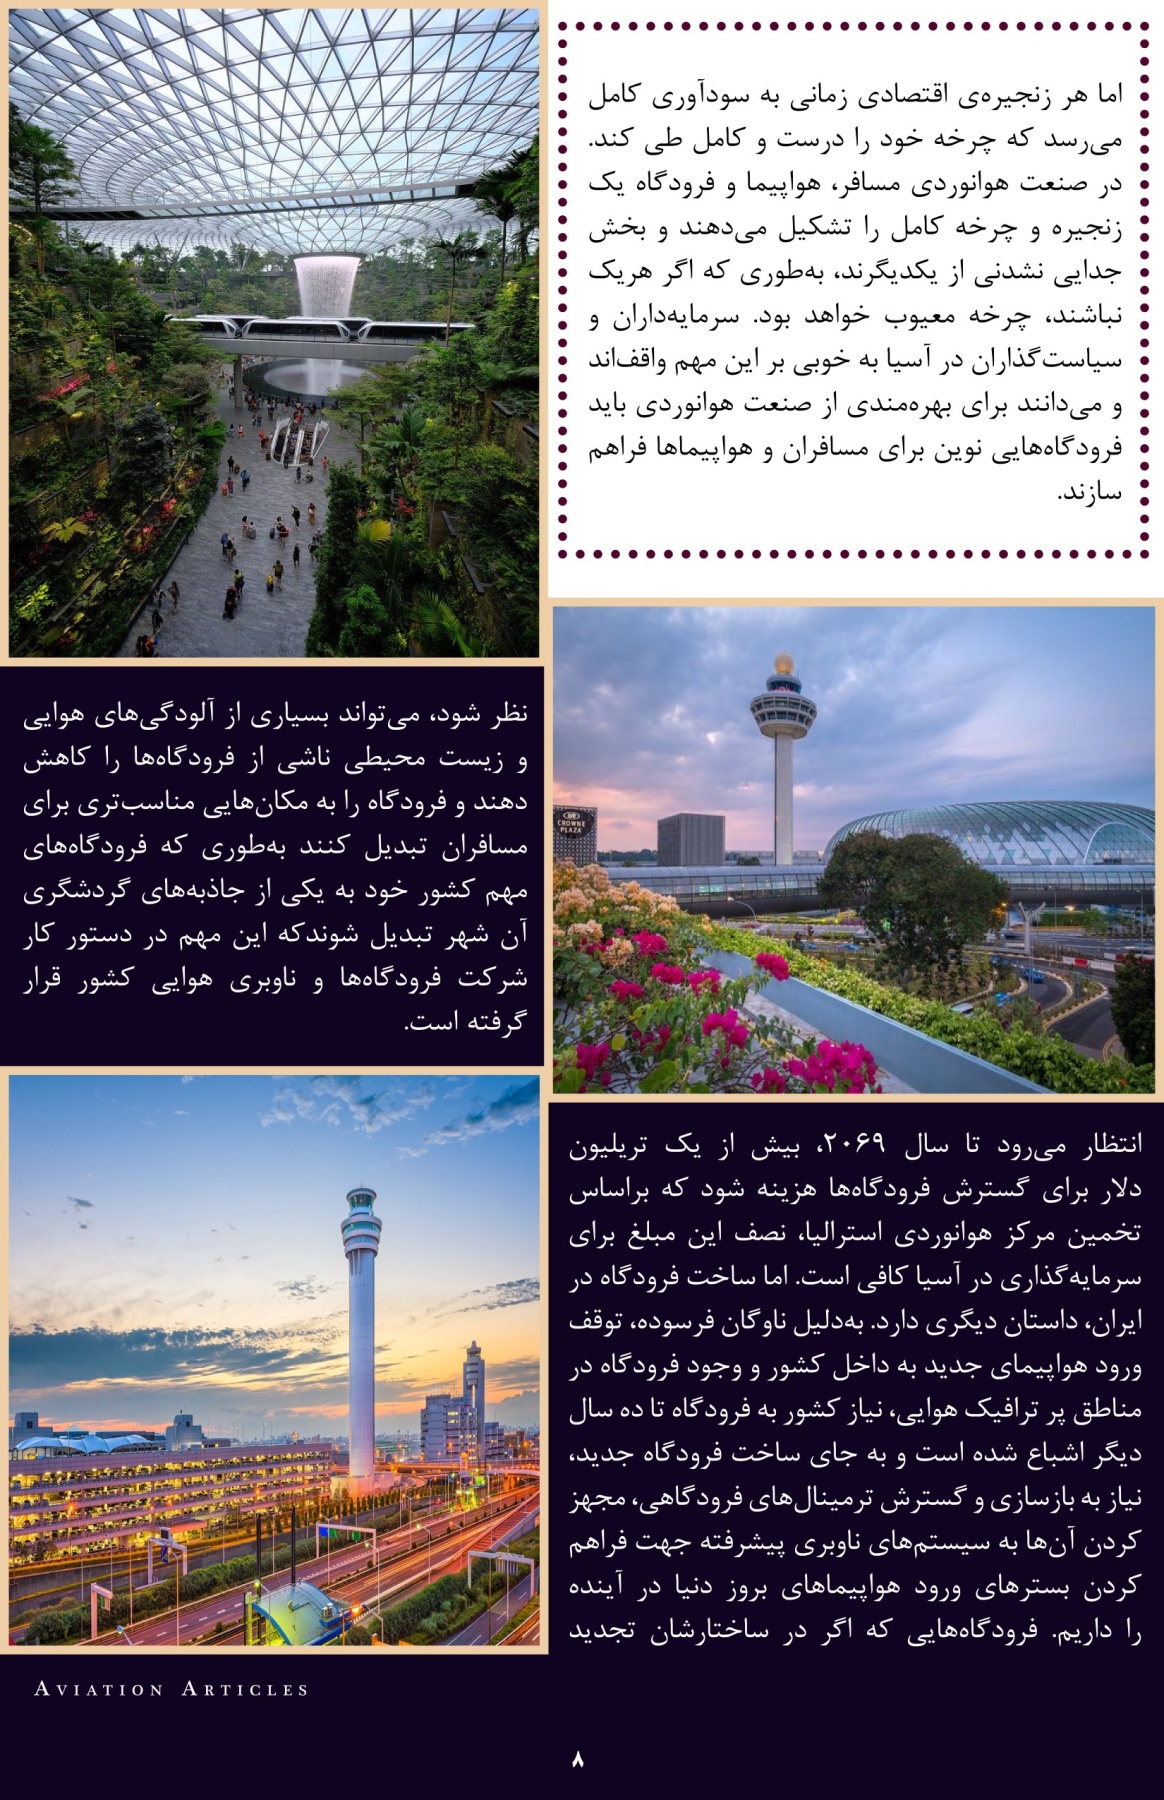 اما هر زنجیره‌ی اقتصادی زمانی به سودآوری کامل
می‌رسد که چرخه خود را درست و کامل طی کند.
در صنعت هوانوردی مسافر، هواپیما و فرودگاه یک
زنجیره و چرخه کامل را تشکیل می‌دهند و بخش
جدایی نشدنی از یکدیگرند، به‌طوری که اگر هریک
نباشند، چرخه معیوب خواهد بود. سرمایه‌داران و
سیاست‌گذاران در آسیا به خوبی بر این مهم واقف‌اند
و می‌دانند برای بهره‌مندی از صنعت هوانوردی باید
فرودگاه‌هایی نوین برای مسافران و هواپیماها فراهم
سازند.
CROWNE
PLAZA
انتظار می‌رود تا سال ۲۰۶۹، بیش از یک تریلیون
دلار برای گسترش فرودگاه‌ها هزینه شود که براساس
تخمین مرکز هوانوردی استرالیا، نصف این مبلغ برای
سرمایه‌گذاری در آسیا کافی است. اما ساخت فرودگاه در
ایران، داستان دیگری دارد. به‌دلیل ناوگان فرسوده، توقف
ورود هواپیمای جدید به داخل کشور و وجود فرودگاه در
مناطق پر ترافیک هوایی، نیاز کشور به فرودگاه تا ده سال
دیگر اشباع شده است و به جای ساخت فرودگاه جدید،
نیاز به بازسازی و گسترش ترمینال‌های فرودگاهی، مجهز
کردن آن‌ها به سیستم‌های ناوبری پیشرفته جهت فراهم
کردن بسترهای ورود هواپیماهای بروز دنیا در آینده
را داریم. فرودگاه‌هایی که اگر در ساختارشان تجدید
نظر شود، می‌تواند بسیاری از آلودگی‌های هوایی
و زیست محیطی ناشی از فرودگاه‌ها را کاهش
دهند و فرودگاه را به مکان‌هایی مناسب‌تری برای
مسافران تبدیل کنند به‌طوری که فرودگاه‌های
مهم کشور خود به یکی از جاذبه‌های گردشگری
آن شهر تبدیل شوندکه این مهم در دستور کار
شرکت فرودگاه‌ها و ناوبری هوایی کشور قرار
گرفته است.
AVIATION ARTICLES
۸